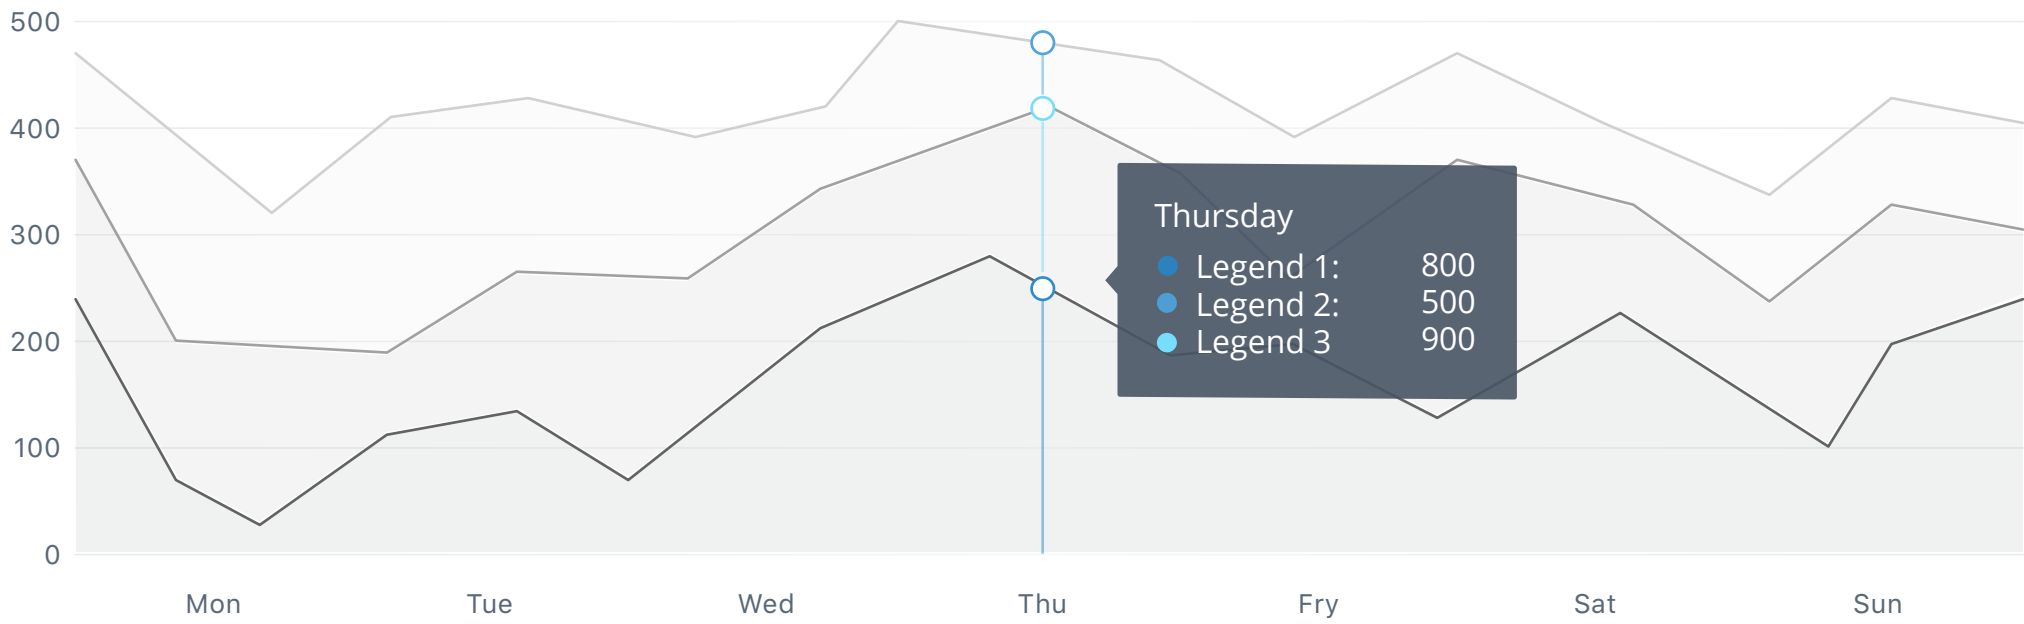 500
400
300
200
100
0
Thursday
Legend 1: 800
Legend 2: 500
Legend 3 900
Mon Tue Wed Thu Fry Sat Sun